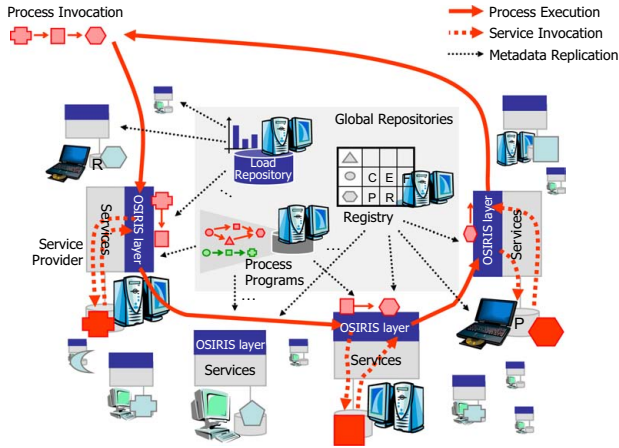 Process Invocation
Process Execution
Service Invocation
Metadata Replication
Global Repositories
Load
Repository
R
C E
P R
Registry
...
Services
OSIRIS layer
Service
Provider
Process
Programs
...
...
OSIRIS layer
Services
P
OSIRIS layer
Services
OSIRIS layer
Services